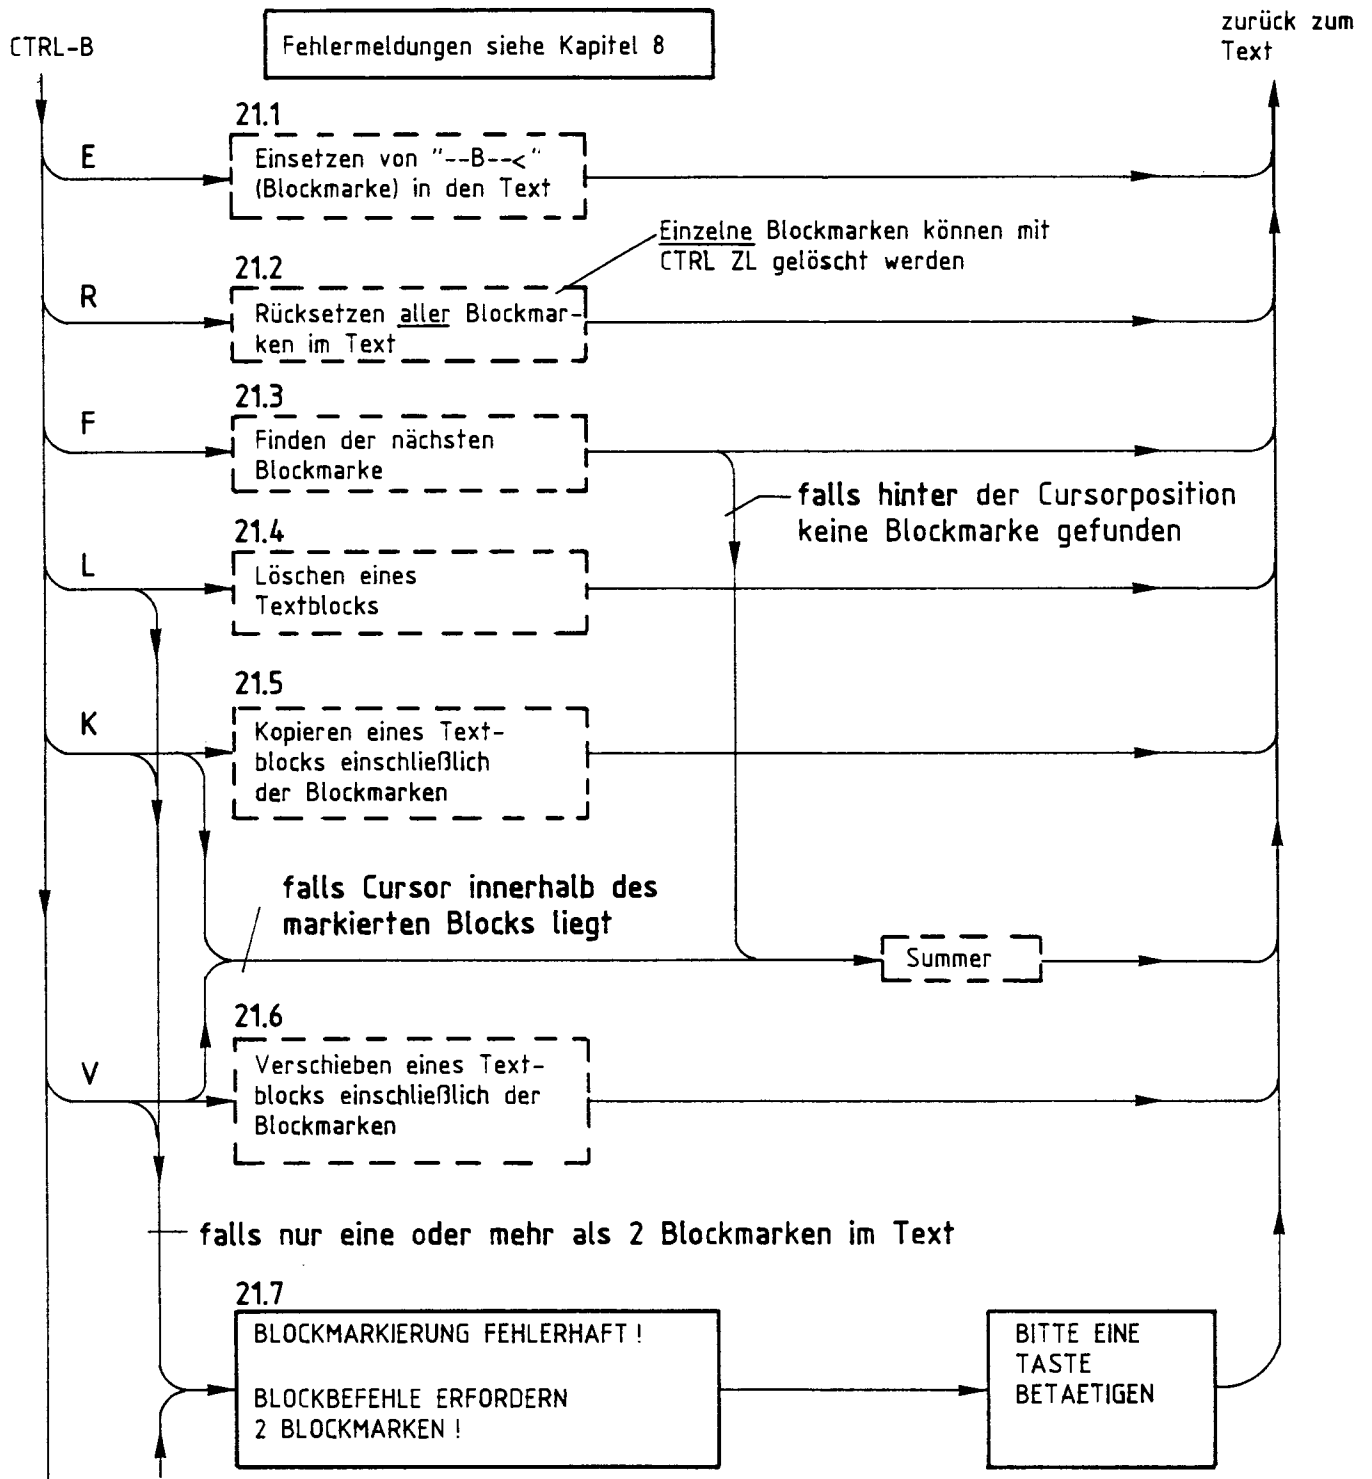 CTRL-B
Fehlermeldungen siehe Kapitel 8
zurück zum
Text
21.1
E
Einsetzen von "--B--<"
(Blockmarke) in den Text
Einzelne Blockmarken können mit
CTRL ZL gelöscht werden
21.2
R
Rücksetzen aller Blockmar-
ken im Text
21.3
F
Finden der nächsten
Blockmarke
falls hinter der Cursorposition
keine Blockmarke gefunden
21.4
L
Löschen eines
Textblocks
21.5
K
Kopieren eines Text-
blocks einschließlich
der Blockmarken
falls Cursor innerhalb des
markierten Blocks liegt
Summer
21.6
V
Verschieben eines Text-
blocks einschließlich der
Blockmarken
falls nur eine oder mehr als 2 Blockmarken im Text
21.7
BLOCKMARKIERUNG FEHLERHAFT !
BLOCKBEFEHLE ERFORDERN
2 BLOCKMARKEN !
BITTE EINE
TASTE
BETAETIGEN